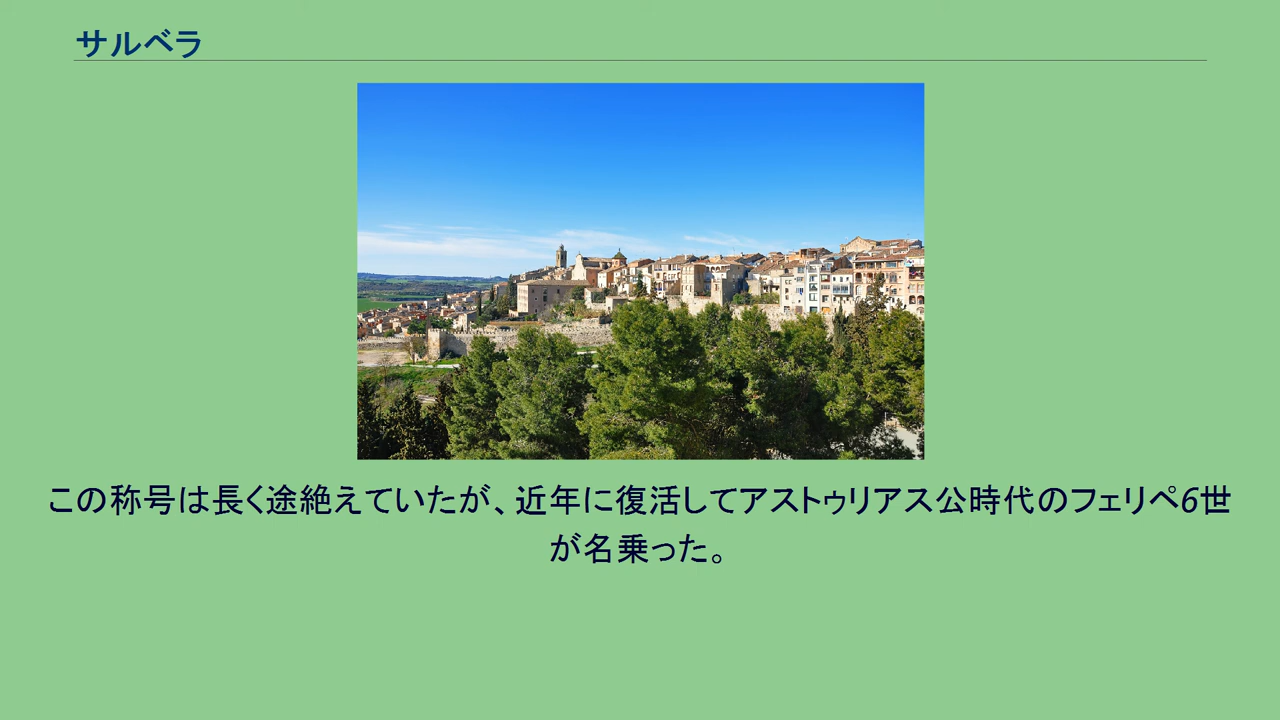 サルベラ
この称号は長く途絶えていたが、近年に復活してアストゥリアス公時代のフェリペ6世
が名乗った。